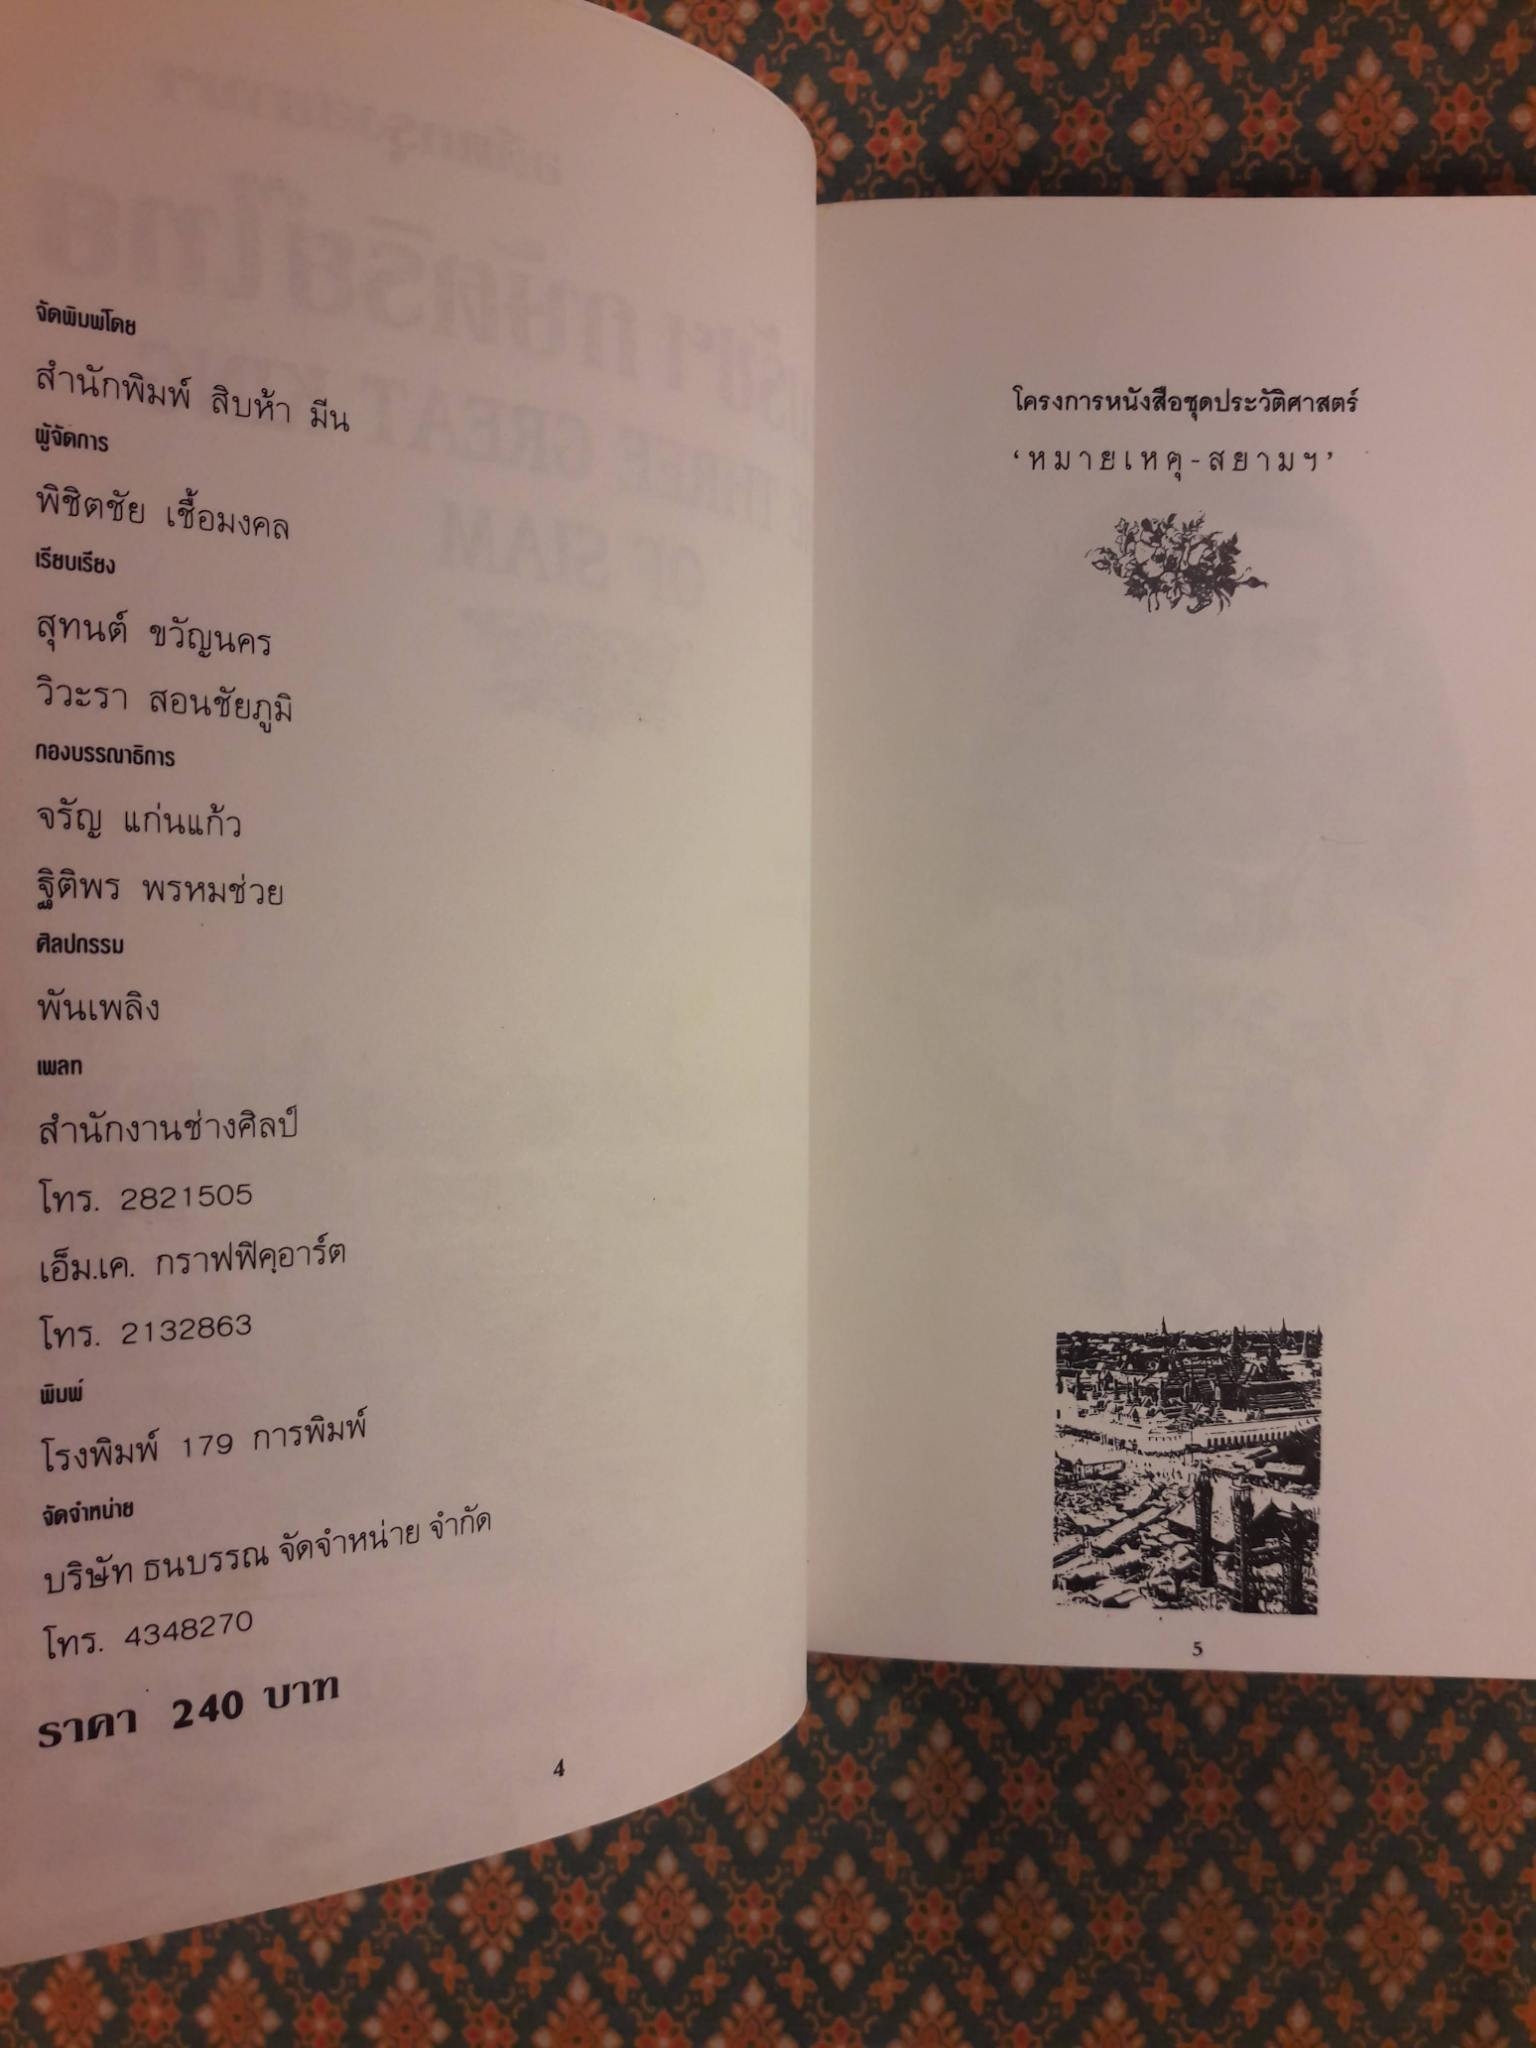 จัดพิมพ์โดย
สำนักพิมพ์ สิบห้า มีน
ผู้จัดการ
พิชิตชัย เชื้อมงคล
เรียบเรียง
สุทนต์ ขวัญนคร
วิวะรา สอนชัยภูมิ
กองบรรณาธิการ
จรัญ แก่นแก้ว
ฐิติพร พรหมช่วย
ศิลปกรรม
พันเพลิง
เพลท
สำนักงานช่างศิลป์
โทร. 2821505
เอ็ม.เค. กราฟฟิคอาร์ต
โทร. 2132863
พิมพ์
โรงพิมพ์ 179 การพิมพ์
จัดจำหน่าย
บริษัท ธนบรรณ จัดจำหน่าย จำกัด
โทร. 4348270
ราคา 240 บาท
4
โครงการหนังสือชุดประวัติศาสตร์
'หมายเหตุ-สยามฯ'
5